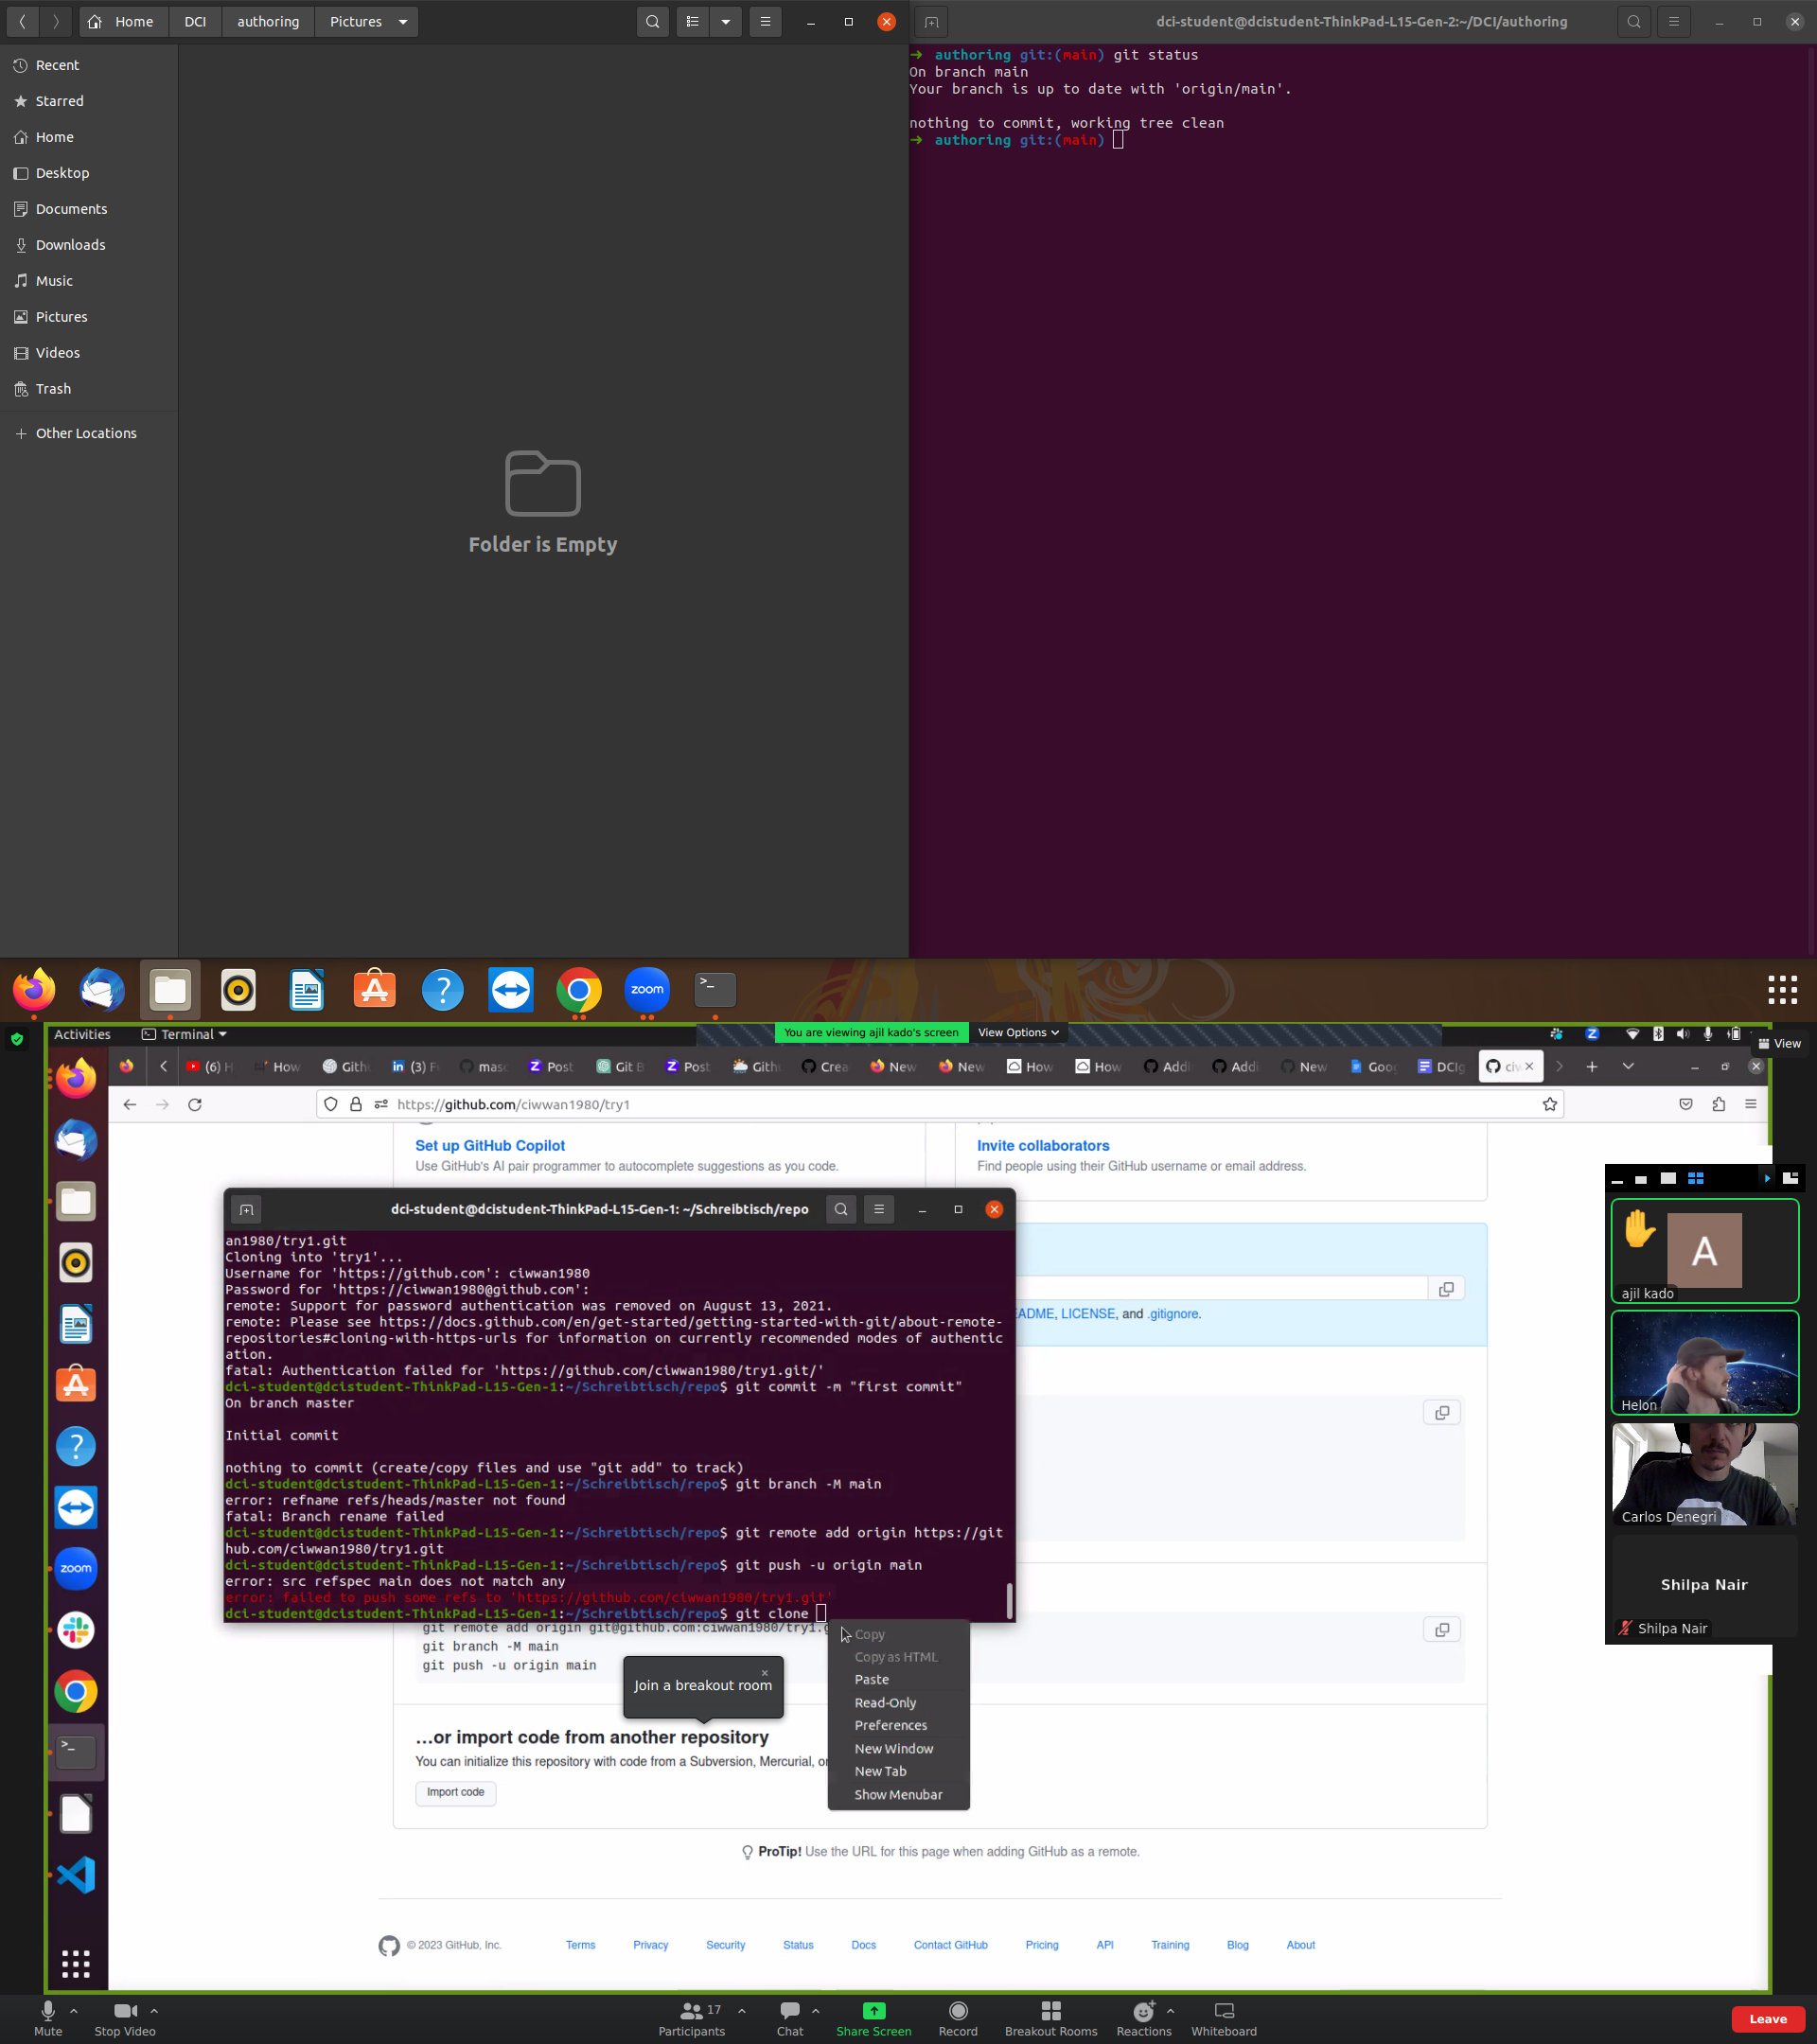 Home
DCI
authoring
Pictures
dci-student@dcistudent-ThinkPad-L15-Gen-2:~/DCI/authoring
Recent
Starred
Home
Desktop
Documents
Downloads
Music
Pictures
Videos
Trash
Other Locations
Folder is Empty
→ authoring git:(main) git status
On branch main
Your branch is up to date with 'origin/main'.
nothing to commit, working tree clean
→ authoring git:(main)
zoom
Activities
Terminal
You are viewing ajil kado's screen
View Options
View
(6) H
How
Gith
(3) F
masc
Post
Git B
Post
Gith
Crea
New
New
How
How
Addi
Addi
New
Goog
DCIg
ciw
https://github.com/ciwwan1980/try1
Set up GitHub Copilot
Use GitHub's AI pair programmer to autocomplete suggestions as you code.
Invite collaborators
Find people using their GitHub username or email address.
dci-student@dcistudent-ThinkPad-L15-Gen-1: ~/Schreibtisch/repo
an1980/try1.git
Cloning into 'try1'...
Username for 'https://github.com': ciwwan1980
Password for 'https://ciwwan1980@github.com':
remote: Support for password authentication was removed on August 13, 2021.
remote: Please see https://docs.github.com/en/get-started/getting-started-with-git/about-remote-
repositories#cloning-with-https-urls for information on currently recommended modes of authentic
ation.
fatal: Authentication failed for 'https://github.com/ciwwan1980/try1.git/'
dci-student@dcistudent-ThinkPad-L15-Gen-1:~/Schreibtisch/repo$ git commit -m "first commit"
On branch master
Initial commit
nothing to commit (create/copy files and use "git add" to track)
dci-student@dcistudent-ThinkPad-L15-Gen-1:~/Schreibtisch/repo$ git branch -M main
error: refname refs/heads/master not found
fatal: Branch rename failed
dci-student@dcistudent-ThinkPad-L15-Gen-1:~/Schreibtisch/repo$ git remote add origin https://git
hub.com/ciwwan1980/try1.git
dci-student@dcistudent-ThinkPad-L15-Gen-1:~/Schreibtisch/repo$ git push -u origin main
error: src refspec main does not match any
error: failed to push some refs to 'https://github.com/ciwwan1980/try1.git'
dci-student@dcistudent-ThinkPad-L15-Gen-1:~/Schreibtisch/repo$ git clone
EADME, LICENSE, and .gitignore.
git remote add origin git@github.com:ciwwan1980/try1.g
git branch -M main
git push -u origin main
Copy
Copy as HTML
Paste
Read-Only
Preferences
New Window
New Tab
Show Menubar
Join a breakout room
...or import code from another repository
You can initialize this repository with code from a Subversion, Mercurial, or
Import code
ProTip! Use the URL for this page when adding GitHub as a remote.
© 2023 GitHub, Inc.
Terms
Privacy
Security
Status
Docs
Contact GitHub
Pricing
API
Training
Blog
About
zoom
A
ajil kado
Helon
Carlos Denegri
Shilpa Nair
Shilpa Nair
Mute
Stop Video
17
Participants
Chat
Share Screen
Record
Breakout Rooms
Reactions
Whiteboard
Leave